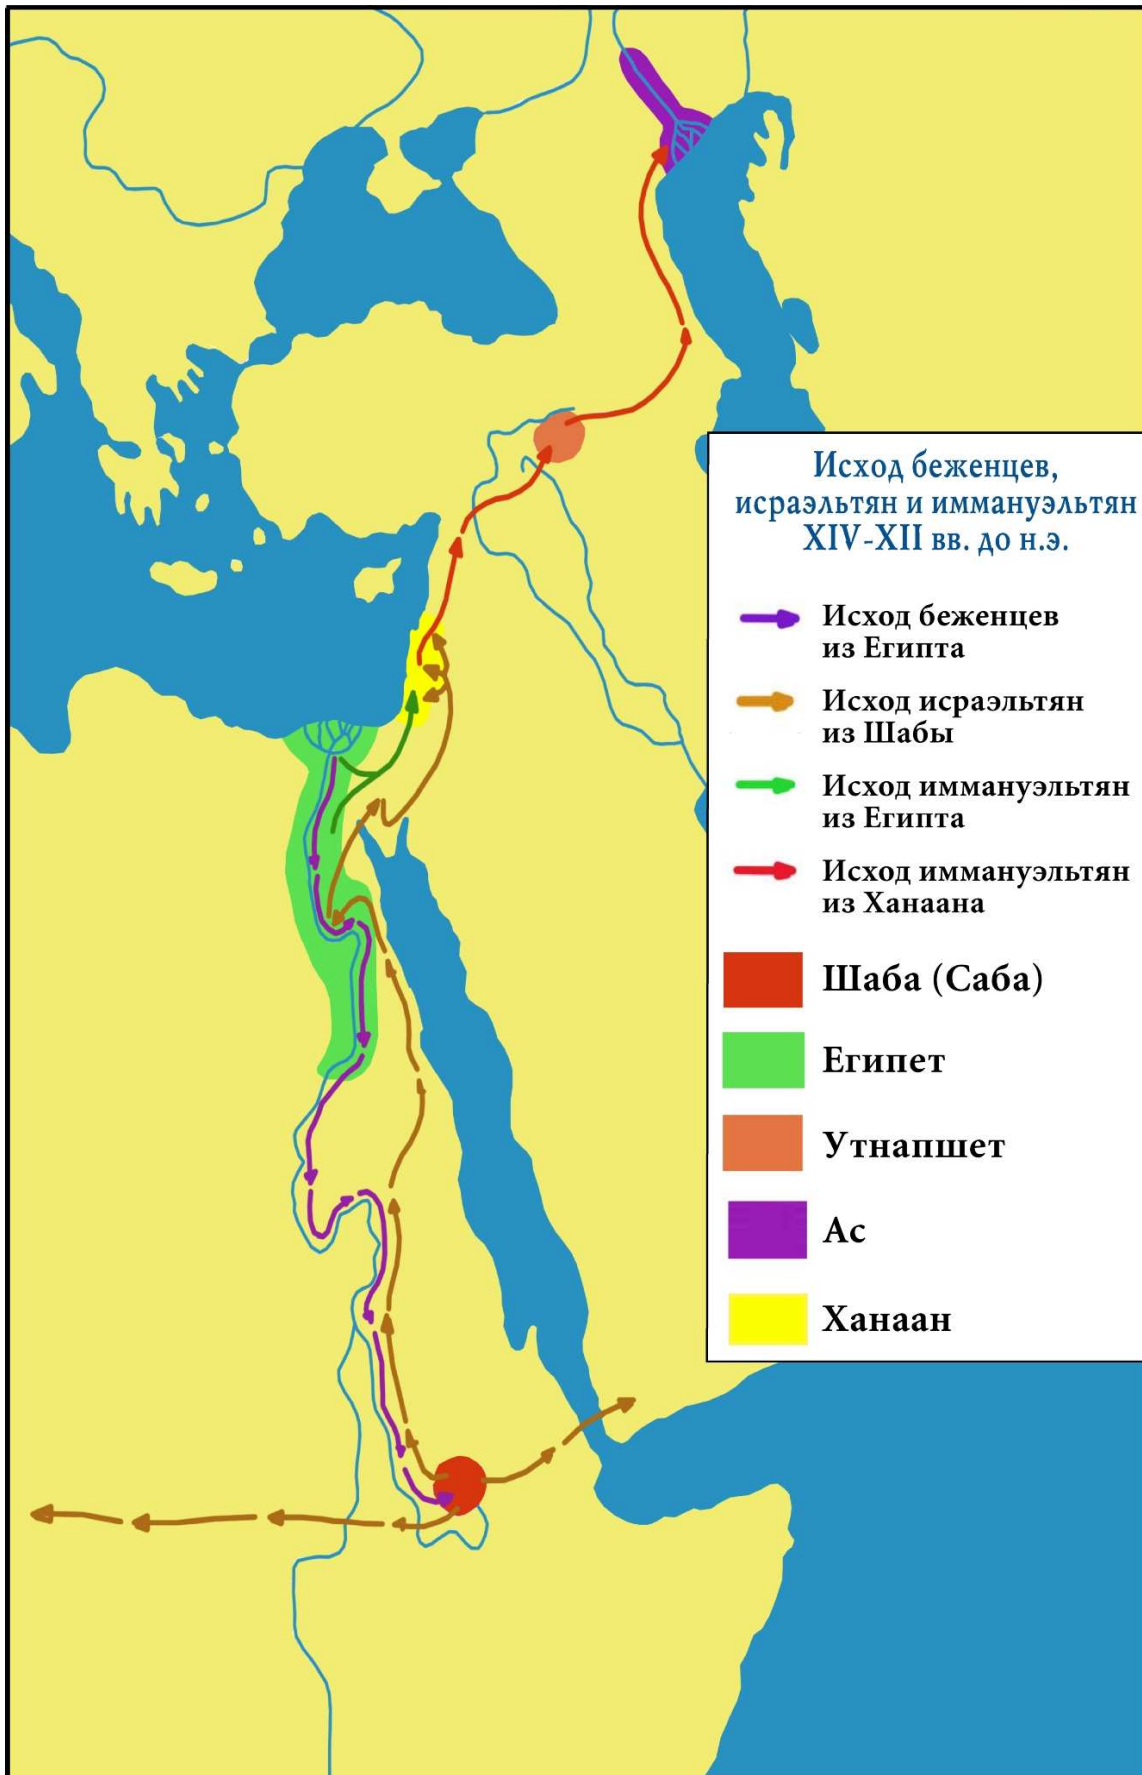 Исход беженцев,
исраэльтян и иммануэльтян
XIV-XII вв. до н.э.
Исход беженцев
из Египта
Исход исраэльтян
из Шабы
Исход иммануэльтян
из Египта
Исход иммануэльтян
из Ханаана
Шаба (Саба)
Египет
Утнапшет
Ас
Ханаан